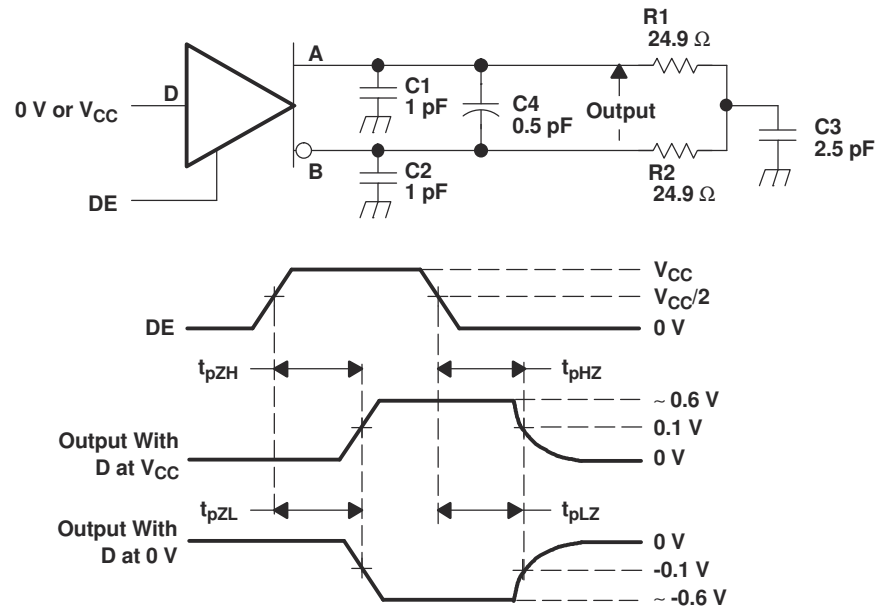 R1
24.9 Ω
A
D
0 V or VCC
C1
1 pF
C4
0.5 pF
Output
C3
2.5 pF
B
C2
1 pF
R2
24.9 Ω
DE
VCC
VCC/2
DE
0 V
tpZH
tpHZ
~ 0.6 V
0.1 V
Output With
D at VCC
0 V
tpZL
tpLZ
Output With
D at 0 V
0 V
-0.1 V
~ -0.6 V